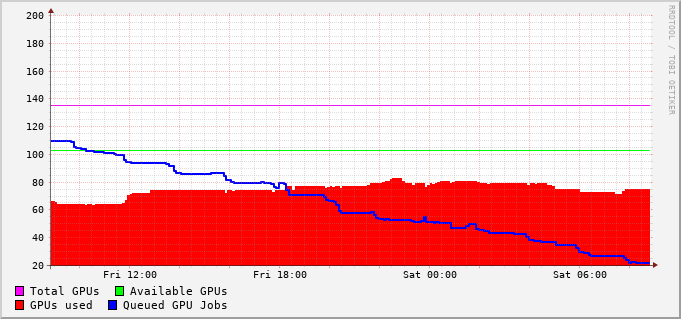 200
180
160
140
120
100
80
60
40
20
Fri 12:00 Fri 18:00 Sat 00:00 Sat 06:00
Total GPUs Available GPUs
GPUs used Queued GPU Jobs
RRDTOOL / TOBI OETIKER